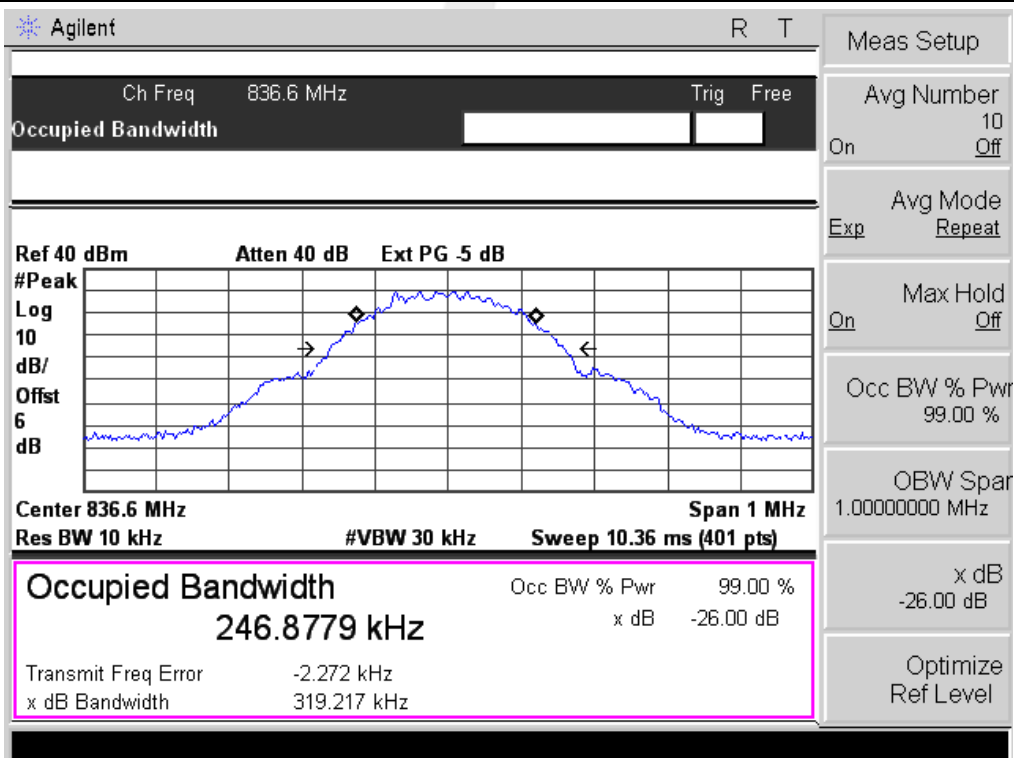 Agilent R T
Ch Freq 836.6 MHz Trig Free
Occupied Bandwidth
Ref 40 dBm Atten 40 dB Ext PG -5 dB
#Peak
Log
10
dB/
Offst
6
dB
Center 836.6 MHz Span 1 MHz
Res BW 10 kHz #VBW 30 kHz Sweep 10.36 ms (401 pts)
Occupied Bandwidth
246.8779 kHz
Occ BW % Pwr 99.00 %
x dB -26.00 dB
Transmit Freq Error -2.272 kHz
x dB Bandwidth 319.217 kHz
Meas Setup
Avg Number
10
On Off
Avg Mode
Exp Repeat
Max Hold
On Off
Occ BW % Pwr
99.00 %
OBW Span
1.00000000 MHz
x dB
-26.00 dB
Optimize
Ref Level